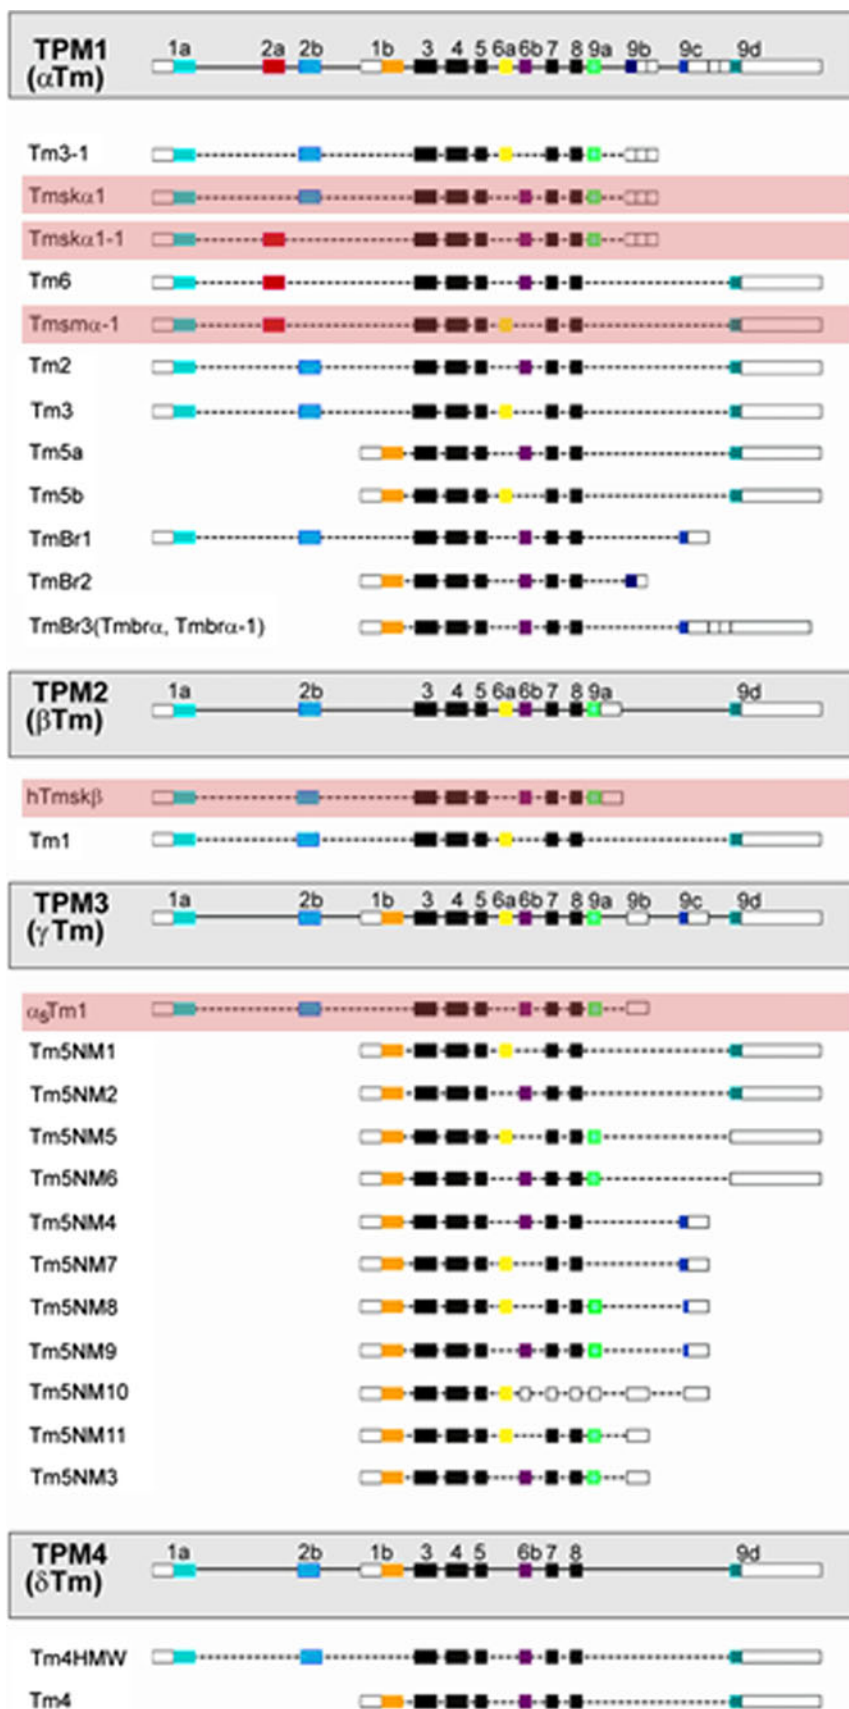 TPM1 1a 2a 2b 1b 3 4 5 6a 6b 7 8 9a 9b 9c 9d
(αTm)
Tm3-1
Tmskα1
Tmskα1-1
Tm6
Tmsmα-1
Tm2
Tm3
Tm5a
Tm5b
TmBr1
TmBr2
TmBr3(Tmbrα, Tmbrα-1)
TPM2 1a 2b 3 4 5 6a 6b 7 8 9a 9d
(βTm)
hTmskβ
Tm1
TPM3 1a 2b 1b 3 4 5 6a 6b 7 8 9a 9b 9c 9d
(γTm)
αsTm1
Tm5NM1
Tm5NM2
Tm5NM5
Tm5NM6
Tm5NM4
Tm5NM7
Tm5NM8
Tm5NM9
Tm5NM10
Tm5NM11
Tm5NM3
TPM4 1a 2b 1b 3 4 5 6b 7 8 9d
(δTm)
Tm4HMW
Tm4